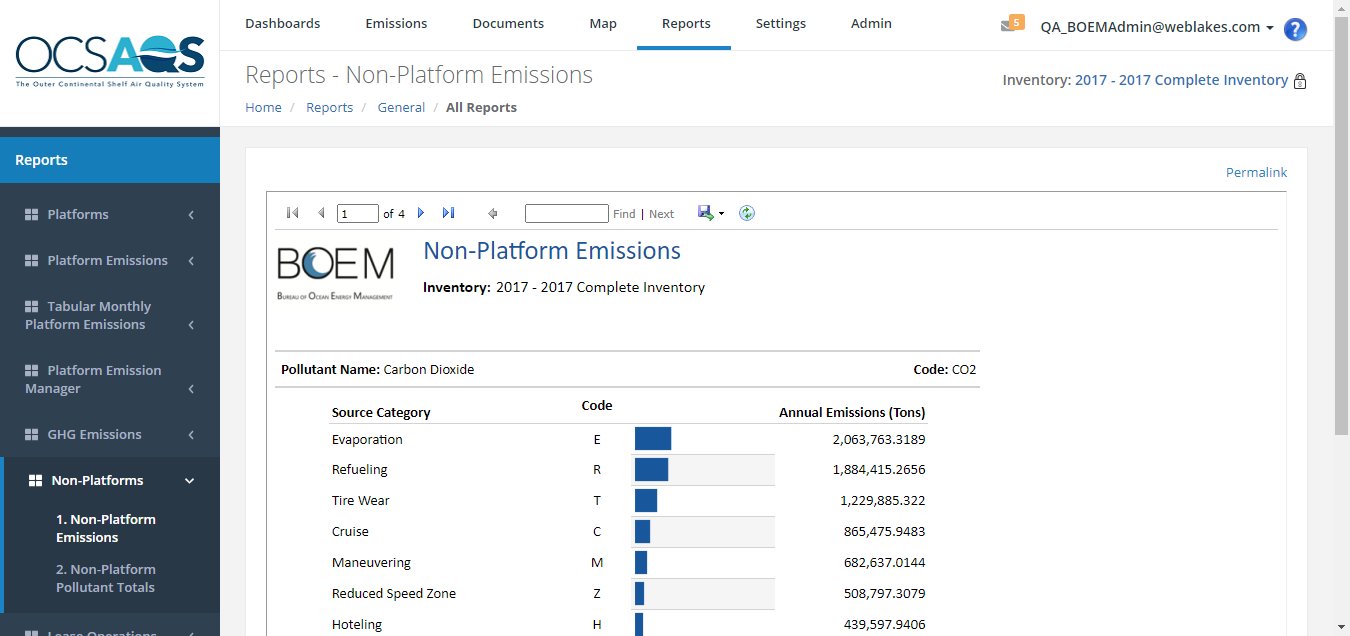 OCSAQS
The Outer Continental Shelf Air Quality System
Dashboards Emissions Documents Map Reports Settings Admin
5 QA_BOEMAdmin@weblakes.com ?
Reports - Non-Platform Emissions
Inventory: 2017 - 2017 Complete Inventory
Home / Reports / General / All Reports
Reports
Platforms
Platform Emissions
Tabular Monthly
Platform Emissions
Platform Emission
Manager
GHG Emissions
Non-Platforms
1. Non-Platform
Emissions
2. Non-Platform
Pollutant Totals
Lease Operations
Permalink
1 of 4 Find | Next
BOEM
Bureau of Ocean Energy Management
Non-Platform Emissions
Inventory: 2017 - 2017 Complete Inventory
Pollutant Name: Carbon Dioxide Code: CO2
Source Category Code Annual Emissions (Tons)
Evaporation E 2,063,763.3189
Refueling R 1,884,415.2656
Tire Wear T 1,229,885.322
Cruise C 865,475.9483
Maneuvering M 682,637.0144
Reduced Speed Zone Z 508,797.3079
Hoteling H 439,597.9406